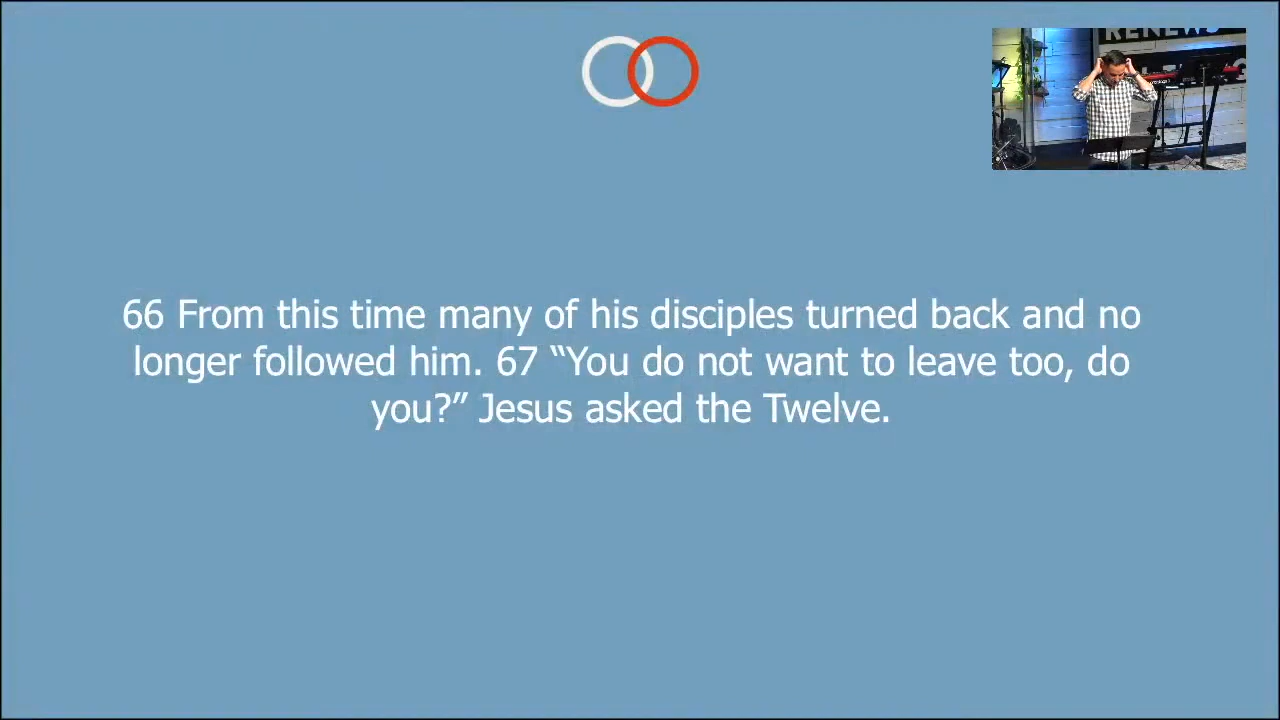 RENEWS
66 From this time many of his disciples turned back and no
longer followed him. 67 “You do not want to leave too, do
you?” Jesus asked the Twelve.